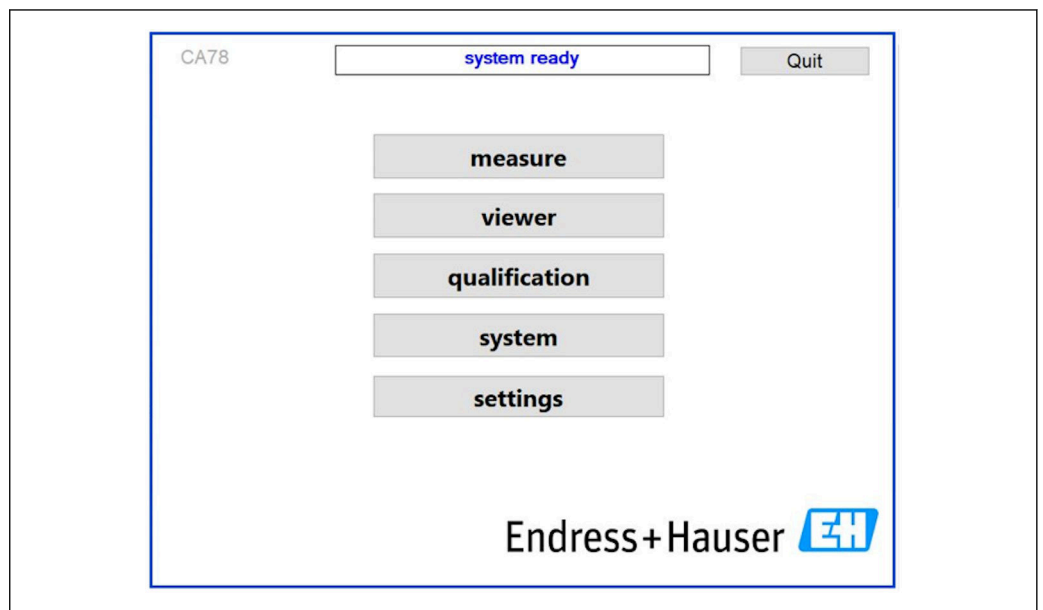 CA78
system ready
Quit
measure
viewer
qualification
system
settings
Endress+Hauser EH